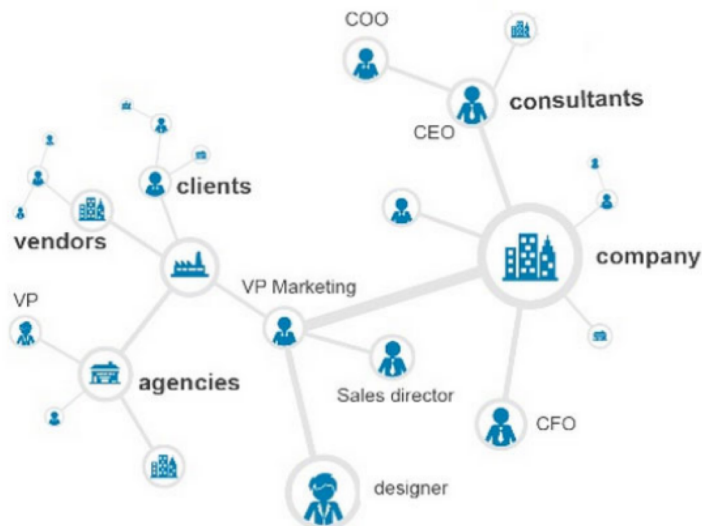 COO
consultants
CEO
clients
vendors
company
VP Marketing
VP
agencies
Sales director
CFO
designer